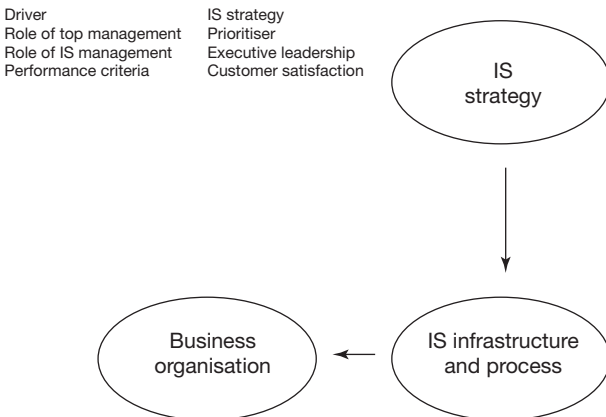 Driver IS strategy
Role of top management Prioritiser
Role of IS management Executive leadership
Performance criteria Customer satisfaction
IS
strategy
Business
organisation
IS infrastructure
and process